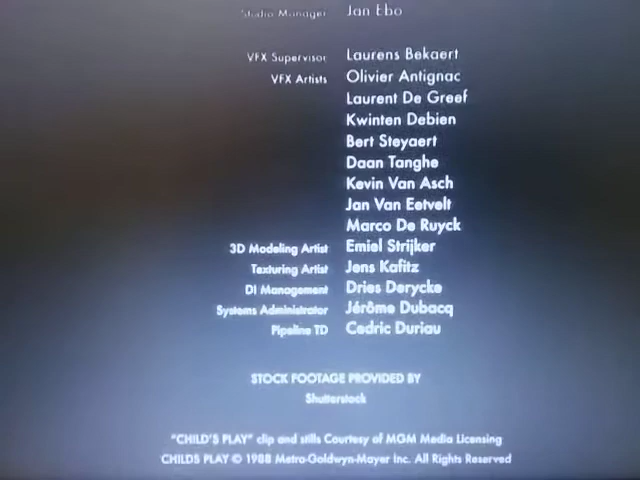 Studio Manager Jan Ebo
VFX Supervisor Laurens Bekaert
VFX Artists Olivier Antignac
Laurent De Greef
Kwinten Debien
Bert Steyaert
Daan Tanghe
Kevin Van Asch
Jan Van Eetvelt
Marco De Ruyck
3D Modeling Artist Emiel Strijker
Texturing Artist Jens Kafitz
DI Management Dries Derycke
Systems Administrator Jérôme Dubacq
Pipeline TD Cedric Duriau
STOCK FOOTAGE PROVIDED BY
Shutterstock
"CHILD'S PLAY" clip and stills Courtesy of MGM Media Licensing
CHILDS PLAY © 1988 Metro-Goldwyn-Mayer Inc. All Rights Reserved